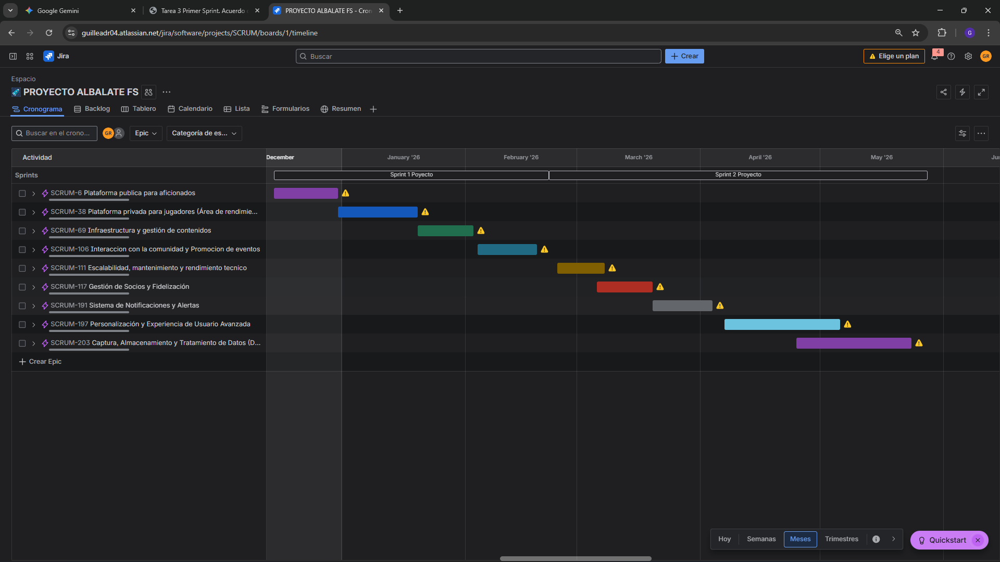 Google Gemini
Tarea 3 Primer Sprint. Acuerdo
PROYECTO ALBALATE FS - Cron
guilleadr04.atlassian.net/jira/software/projects/SCRUM/boards/1/timeline
G
Jira
Buscar
Crear
Elige un plan
4
GR
Espacio
PROYECTO ALBALATE FS
Cronograma
Backlog
Tablero
Calendario
Lista
Formularios
Resumen
Buscar en el crono...
GR
Epic
Categoría de es...
Actividad
December
January '26
February '26
March '26
April '26
May '26
Ju
Sprints
Sprint 1 Poyecto
Sprint 2 Proyecto
SCRUM-6 Plataforma publica para aficionados
SCRUM-38 Plataforma privada para jugadores (Área de rendimie...
SCRUM-69 Infraestructura y gestión de contenidos
SCRUM-106 Interaccion con la comunidad y Promocion de eventos
SCRUM-111 Escalabilidad, mantenimiento y rendimiento tecnico
SCRUM-117 Gestión de Socios y Fidelización
SCRUM-191 Sistema de Notificaciones y Alertas
SCRUM-197 Personalización y Experiencia de Usuario Avanzada
SCRUM-203 Captura, Almacenamiento y Tratamiento de Datos (D...
Crear Epic
Hoy
Semanas
Meses
Trimestres
Quickstart